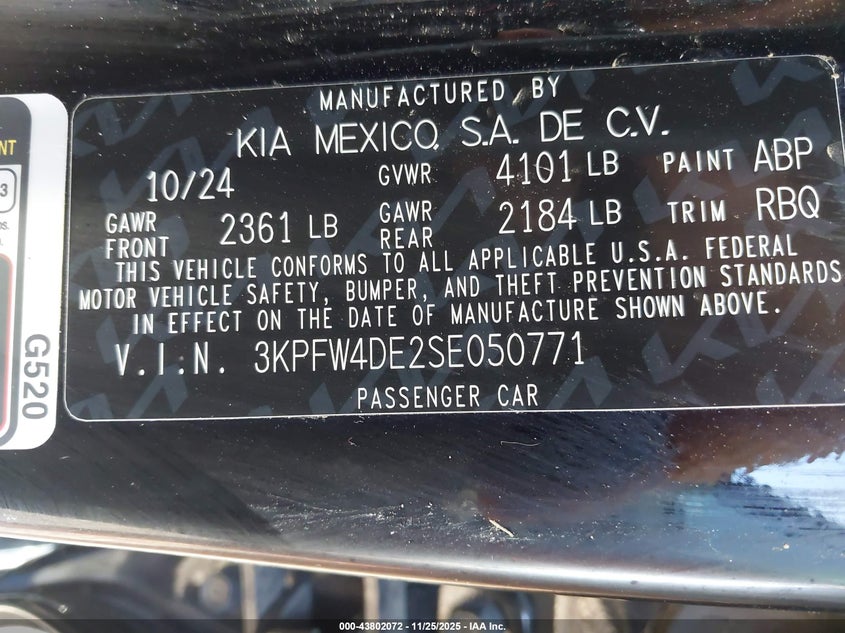 MANUFACTURED BY
KIA MEXICO, S.A. DE C.V.
10/24 GVWR 4101 LB PAINT ABP
GAWR FRONT 2361 LB GAWR REAR 2184 LB TRIM RBQ
THIS VEHICLE CONFORMS TO ALL APPLICABLE U.S.A. FEDERAL
MOTOR VEHICLE SAFETY, BUMPER, AND THEFT PREVENTION STANDARDS
IN EFFECT ON THE DATE OF MANUFACTURE SHOWN ABOVE.
V.I.N. 3KPFW4DE2SE050771
PASSENGER CAR
G520
000-43802072 - 11/25/2025 - IAA Inc.